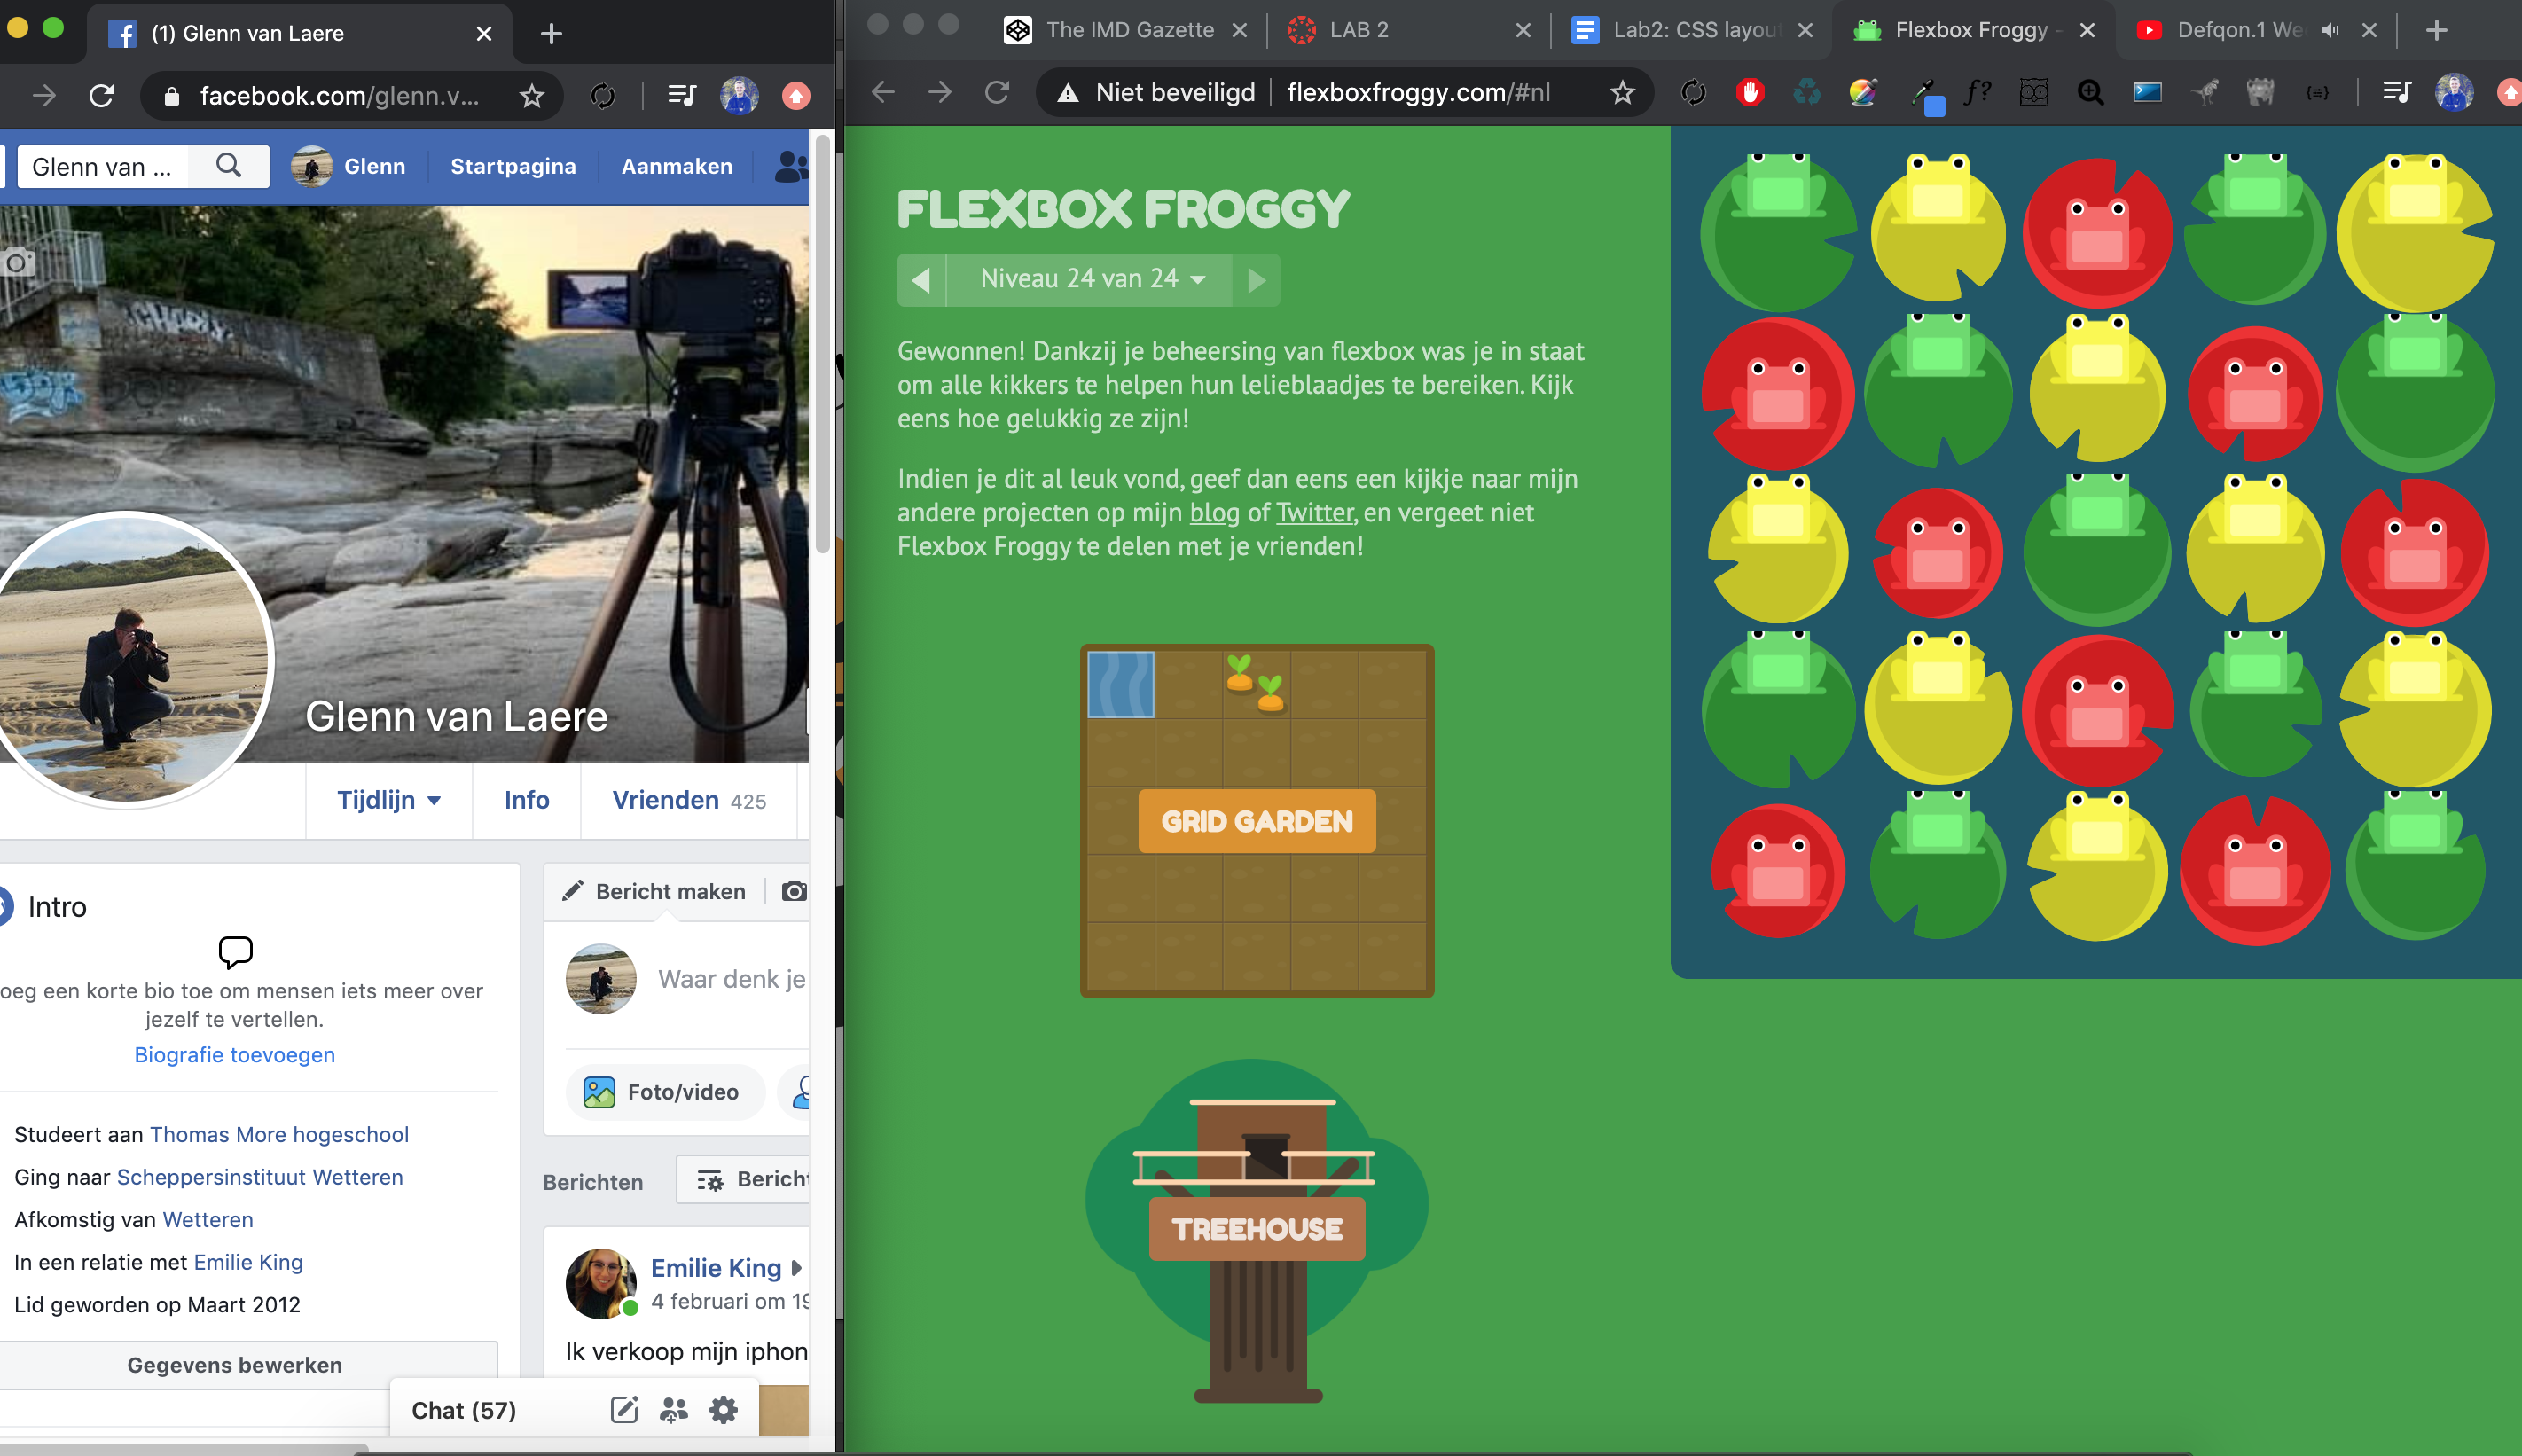 (1) Glenn van Laere
facebook.com/glenn.v...
Glenn van ...
Glenn
Startpagina
Aanmaken
Glenn van Laere
Tijdlijn
Info
Vrienden 425
Intro
oeg een korte bio toe om mensen iets meer over
jezelf te vertellen.
Biografie toevoegen
Studeert aan Thomas More hogeschool
Ging naar Scheppersinstituut Wetteren
Afkomstig van Wetteren
In een relatie met Emilie King
Lid geworden op Maart 2012
Gegevens bewerken
Bericht maken
Waar denk je
Foto/video
Berichten
Bericht
Emilie King
4 februari om 19
Ik verkoop mijn iphon
Chat (57)
The IMD Gazette
LAB 2
Lab2: CSS layout
Flexbox Froggy -
Defqon.1 We
Niet beveiligd
flexboxfroggy.com/#nl
f?
FLEXBOX FROGGY
Niveau 24 van 24
Gewonnen! Dankzij je beheersing van flexbox was je in staat
om alle kikkers te helpen hun lelieblaadjes te bereiken. Kijk
eens hoe gelukkig ze zijn!
Indien je dit al leuk vond, geef dan eens een kijkje naar mijn
andere projecten op mijn blog of Twitter, en vergeet niet
Flexbox Froggy te delen met je vrienden!
GRID GARDEN
TREEHOUSE